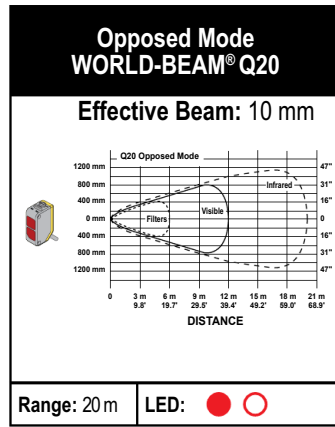 Opposed Mode
WORLD-BEAM® Q20
Effective Beam: 10 mm
Q20 Opposed Mode
1200 mm 47"
800 mm Infrared 31"
400 mm 16"
0 mm Filters Visible 0
400 mm 16"
800 mm 31"
1200 mm 47"
0 3 m 6 m 9 m 12 m 15 m 18 m 21 m
9.8' 19.7' 29.5' 39.4' 49.2' 59.0' 68.9'
DISTANCE
Range: 20 m LED: